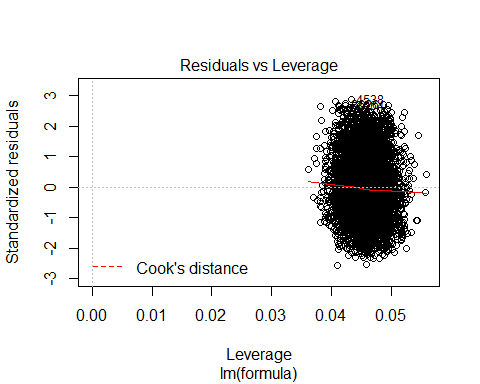 Residuals vs Leverage
Standardized residuals
3
2
1
0
-1
-2
-3
4538
Cook's distance
0.00 0.01 0.02 0.03 0.04 0.05
Leverage
lm(formula)